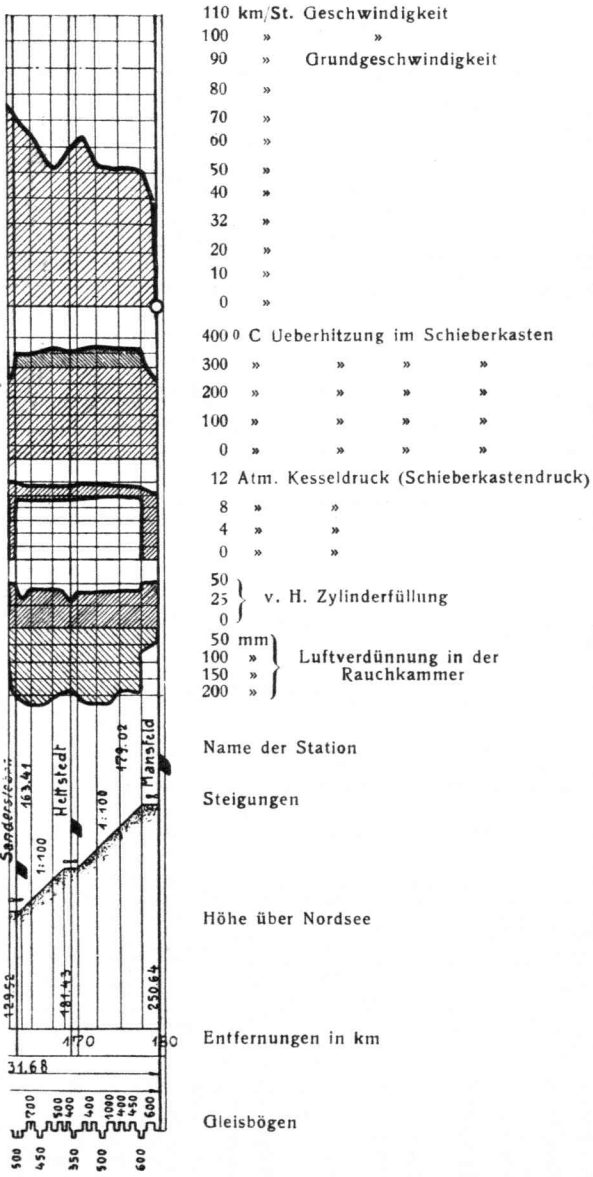 110 km/St. Geschwindigkeit
100 » »
90 » Grundgeschwindigkeit
80 »
70 »
60 »
50 »
40 »
32 »
20 »
10 »
0 »
400 ⁰ C Ueberhitzung im Schieberkasten
300 » » » »
200 » » » »
100 » » » »
0 » » » »
12 Atm. Kesseldruck (Schieberkastendruck)
8 » »
4 » »
0 » »
50
25 v. H. Zylinderfüllung
0
50 mm
100 » Luftverdünnung in der
150 » Rauchkammer
200 »
Name der Station
Sandersleben
163.41
Hettstedt
179.02
Mansfeld
Steigungen
1:100
1:100
Höhe über Nordsee
129.52
181.43
250.64
Entfernungen in km
170
180
31.68
Gleisbögen
700 500 400 400 1000 400 450 600
500 450 350 500 600